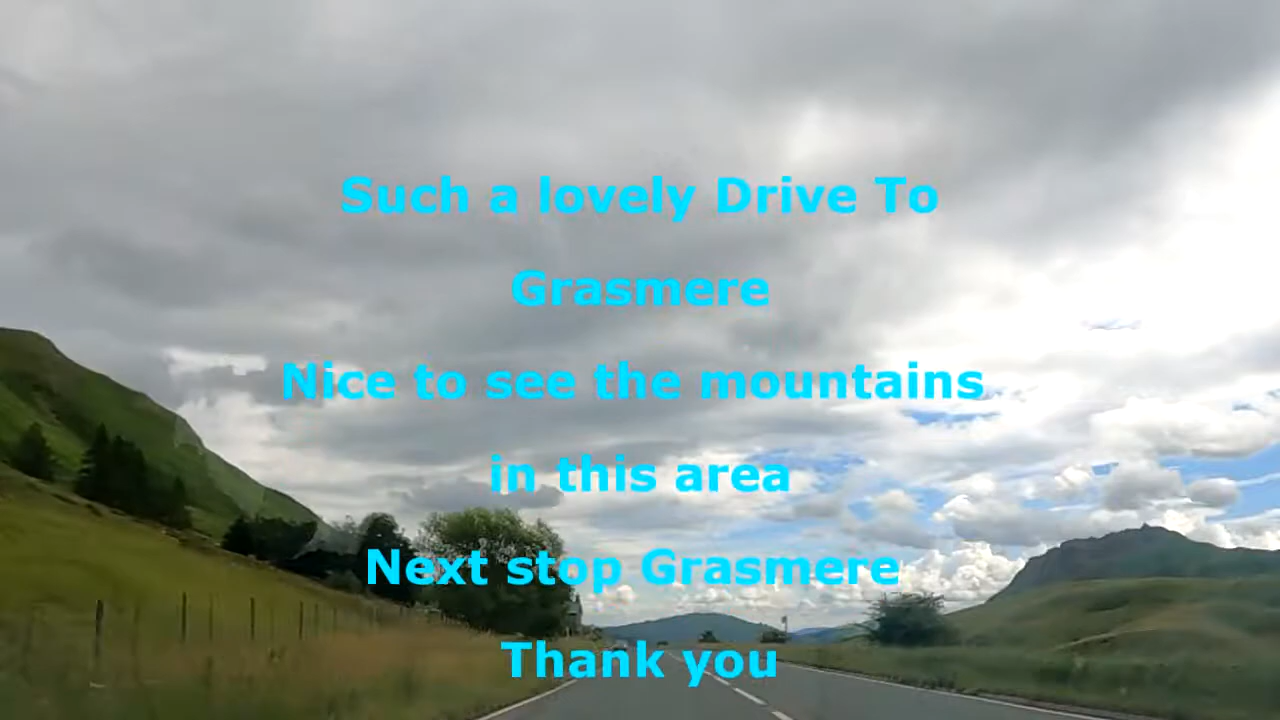 Such a lovely Drive To
Grasmere
Nice to see the mountains
in this area
Next stop Grasmere
Thank you